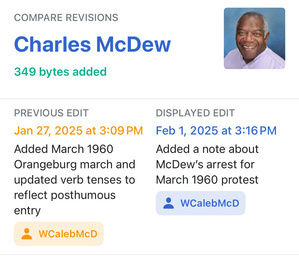 COMPARE REVISIONS
Charles McDew
349 bytes added
PREVIOUS EDIT
Jan 27, 2025 at 3:09 PM
Added March 1960
Orangeburg march and
updated verb tenses to
reflect posthumous
entry
WCalebMcD
DISPLAYED EDIT
Feb 1, 2025 at 3:16 PM
Added a note about
McDew's arrest for
March 1960 protest
WCalebMcD